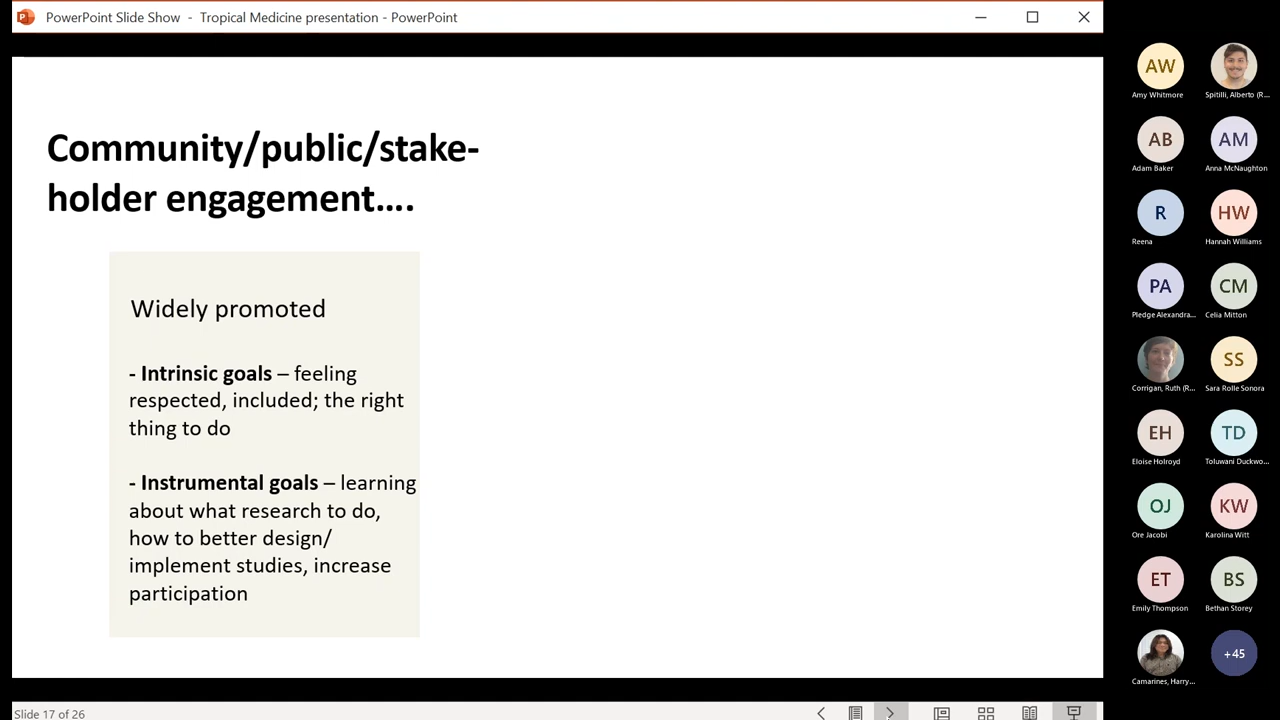 PowerPoint Slide Show - Tropical Medicine presentation - PowerPoint
Community/public/stake-
holder engagement....
Widely promoted
- Intrinsic goals – feeling
respected, included; the right
thing to do
- Instrumental goals – learning
about what research to do,
how to better design/
implement studies, increase
participation
Slide 17 of 26
AW
Amy Whitmore
Spitilli, Alberto (R...
AB
Adam Baker
AM
Anna McNaughton
R
Reena
HW
Hannah Williams
PA
Pledge Alexandra...
CM
Celia Mitton
Corrigan, Ruth (R...
SS
Sara Rolle Sonora
EH
Eloise Holroyd
TD
Toluwani Duckwo...
OJ
Ore Jacobi
KW
Karolina Witt
ET
Emily Thompson
BS
Bethan Storey
Camarines, Harry...
+45